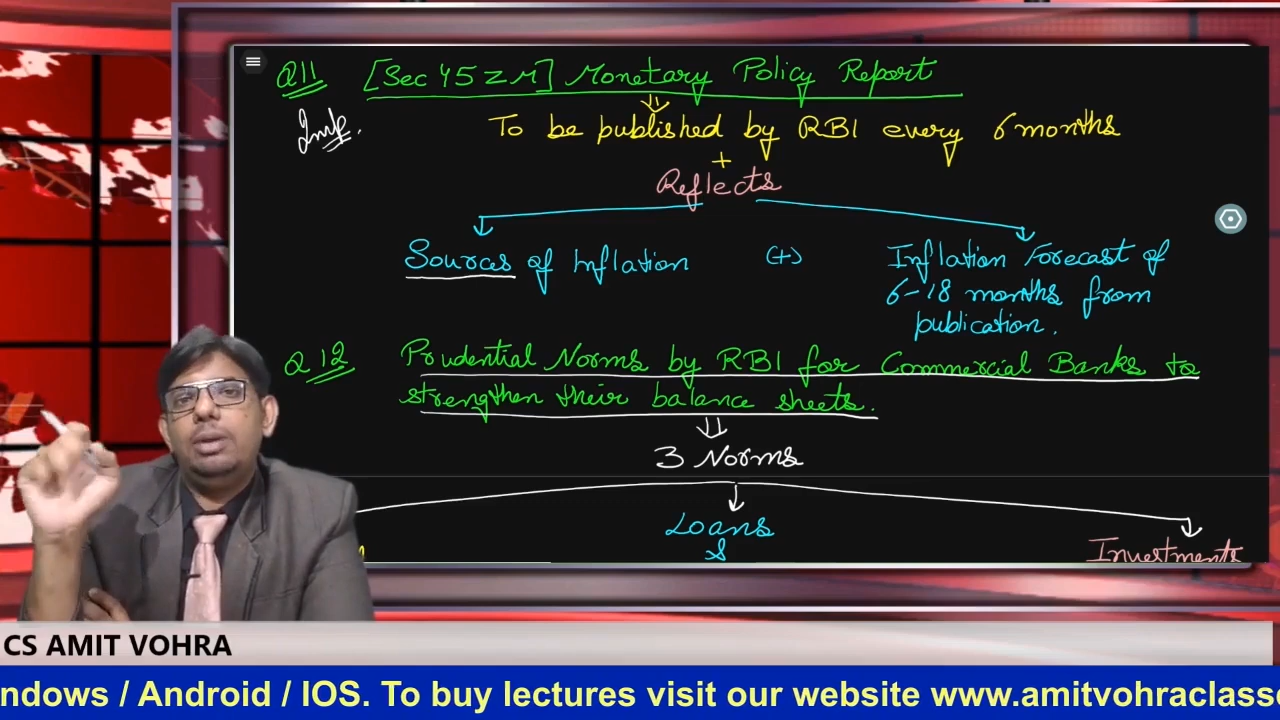 Q11 [Sec 45ZM] Monetary Policy Report
Imp.
To be published by RBI every 6 months
+
Reflects
Sources of Inflation (+) Inflation Forecast of
6-18 months from
publication.
Q12 Prudential Norms by RBI for Commercial Banks to
strengthen their balance sheets.
3 Norms
Loans
&
Investments
CS AMIT VOHRA
ndows / Android / IOS. To buy lectures visit our website www.amitvohraclasse